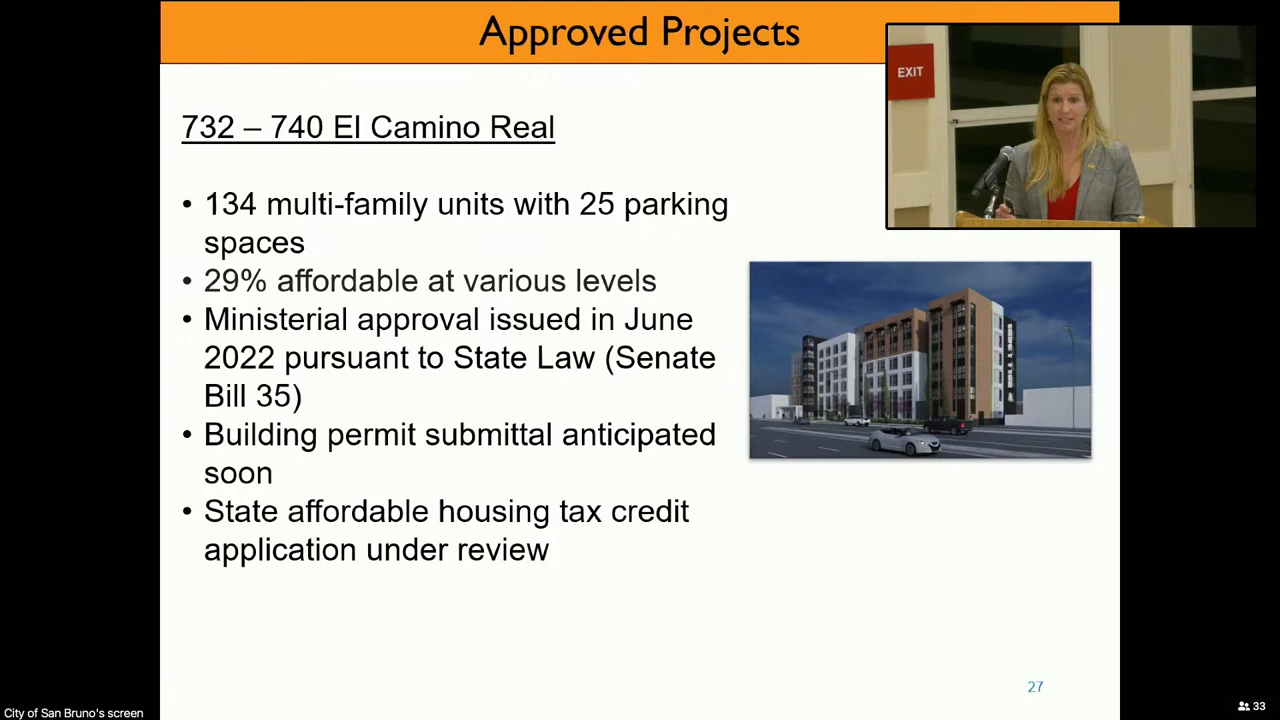 Approved Projects
EXIT
732 – 740 El Camino Real
• 134 multi-family units with 25 parking
spaces
• 29% affordable at various levels
• Ministerial approval issued in June
2022 pursuant to State Law (Senate
Bill 35)
• Building permit submittal anticipated
soon
• State affordable housing tax credit
application under review
27
City of San Bruno's screen
33